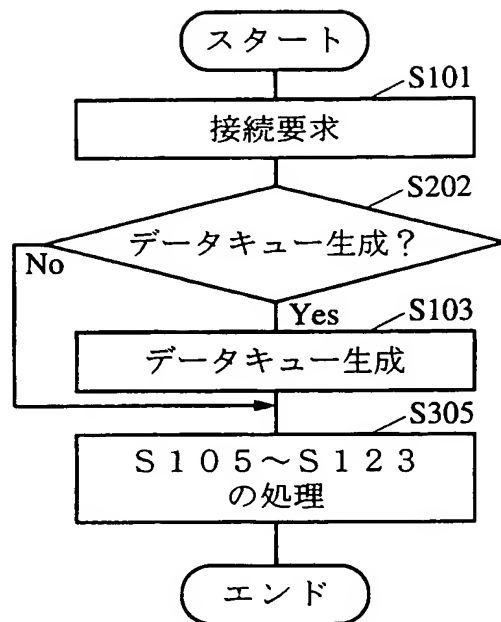 スタート
S101
接続要求
S202
データキュー生成?
No
Yes
S103
データキュー生成
S305
S105~S123
の処理
エンド